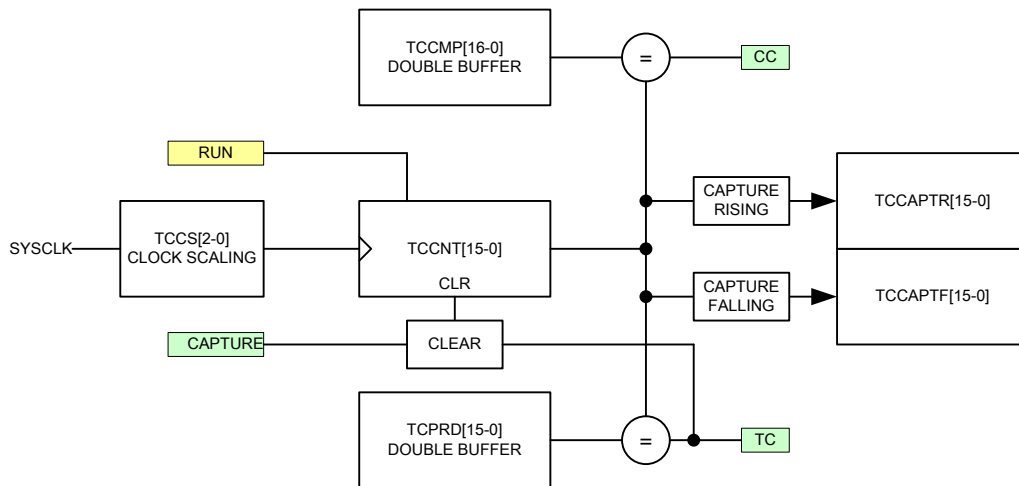 TCCMP[16-0]
DOUBLE BUFFER
=
CC
RUN
CAPTURE
RISING
TCCAPTR[15-0]
SYSCLK
TCCS[2-0]
CLOCK SCALING
TCCNT[15-0]
CLR
CAPTURE
FALLING
TCCAPTF[15-0]
CAPTURE
CLEAR
TCPRD[15-0]
DOUBLE BUFFER
=
TC